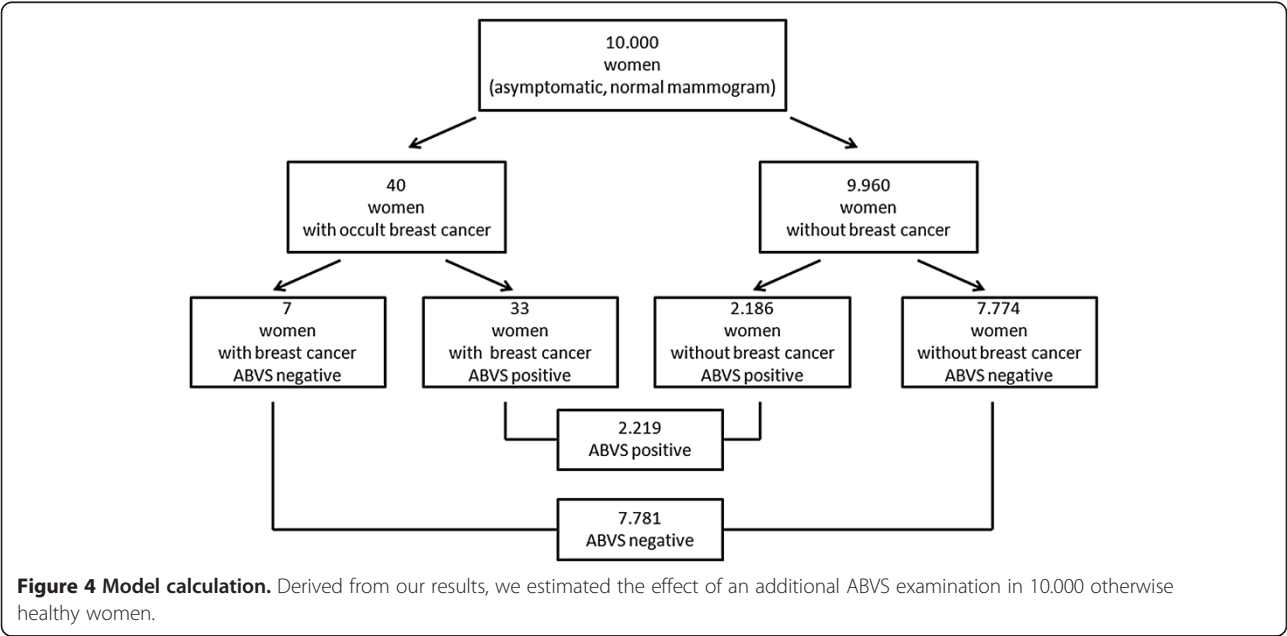 10.000
women
(asymptomatic, normal mammogram)
40
women
with occult breast cancer
9.960
women
without breast cancer
7
women
with breast cancer
ABVS negative
33
women
with breast cancer
ABVS positive
2.186
women
without breast cancer
ABVS positive
7.774
women
without breast cancer
ABVS negative
2.219
ABVS positive
7.781
ABVS negative
Figure 4 Model calculation. Derived from our results, we estimated the effect of an additional ABVS examination in 10.000 otherwise
healthy women.